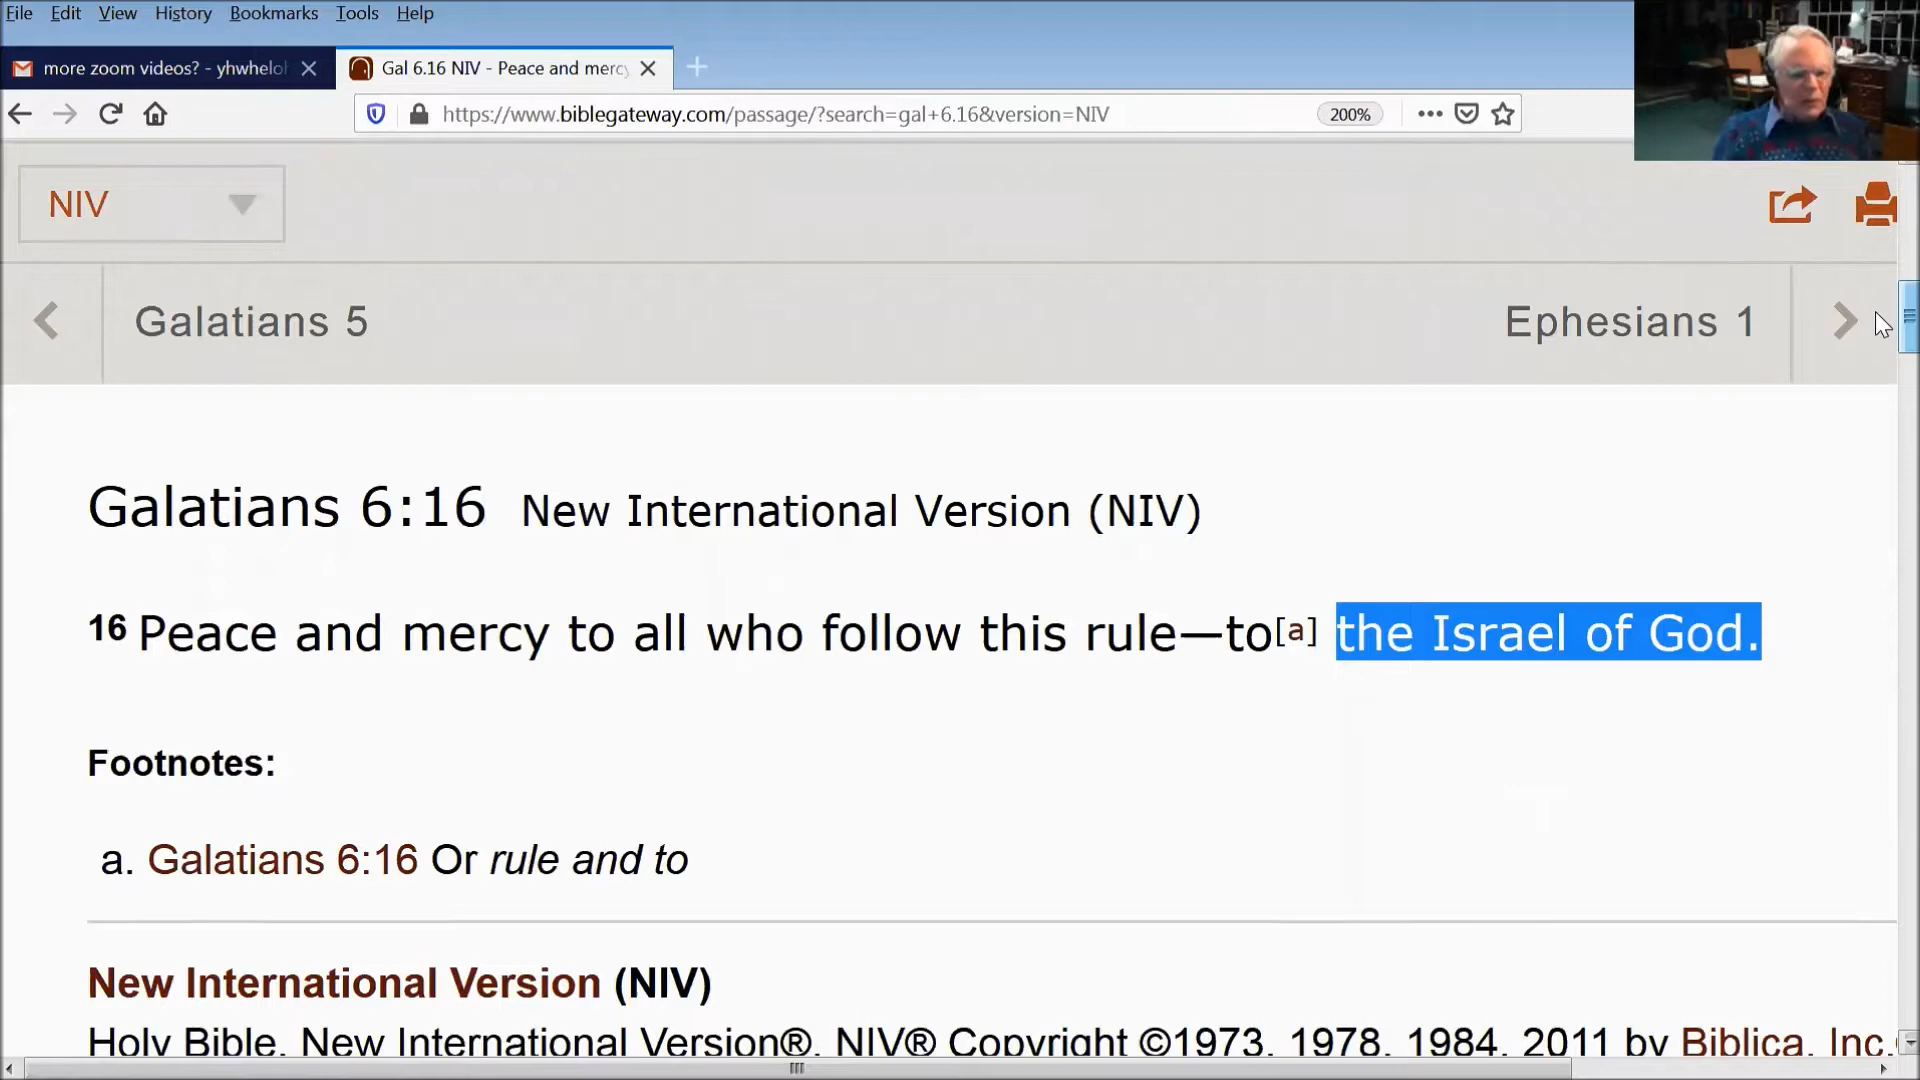 File Edit View History Bookmarks Tools Help
more zoom videos? - yhwheloh
Gal 6.16 NIV - Peace and mercy
https://www.biblegateway.com/passage/?search=gal+6.16&version=NIV
200%
NIV
Galatians 5
Ephesians 1
Galatians 6:16 New International Version (NIV)
16 Peace and mercy to all who follow this rule—to[a] the Israel of God.
Footnotes:
a. Galatians 6:16 Or rule and to
New International Version (NIV)
Holy Bible, New International Version®, NIV® Copyright ©1973, 1978, 1984, 2011 by Biblica, Inc.